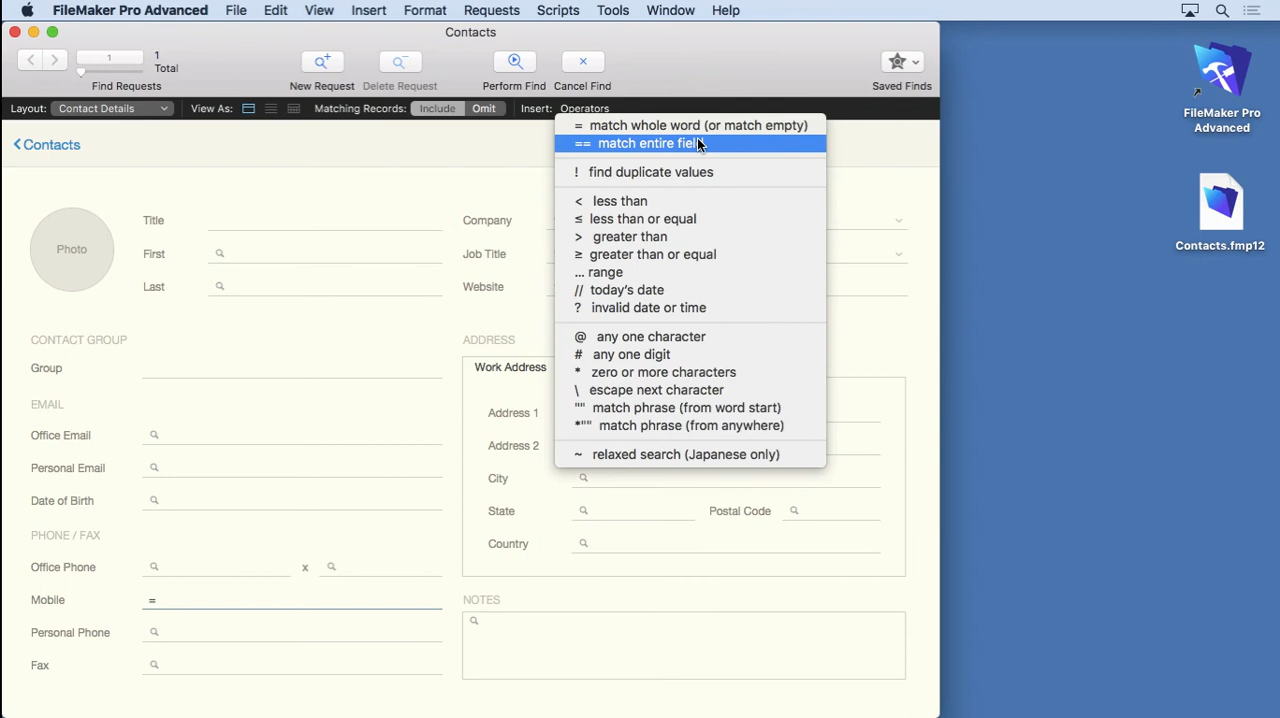 FileMaker Pro Advanced File Edit View Insert Format Requests Scripts Tools Window Help
Contacts
1
1
Total
Find Requests
New Request
Delete Request
Perform Find
Cancel Find
Saved Finds
Layout: Contact Details View As: Matching Records: Include Omit Insert: Operators
Contacts
= match whole word (or match empty)
== match entire field
! find duplicate values
< less than
≤ less than or equal
> greater than
≥ greater than or equal
... range
// today's date
? invalid date or time
@ any one character
# any one digit
* zero or more characters
\ escape next character
"" match phrase (from word start)
*"" match phrase (from anywhere)
~ relaxed search (Japanese only)
Photo
Title
First
Last
Company
Job Title
Website
CONTACT GROUP
Group
EMAIL
Office Email
Personal Email
Date of Birth
PHONE / FAX
Office Phone
x
Mobile
=
Personal Phone
Fax
ADDRESS
Work Address
Address 1
Address 2
City
State
Postal Code
Country
NOTES
FileMaker Pro
Advanced
Contacts.fmp12